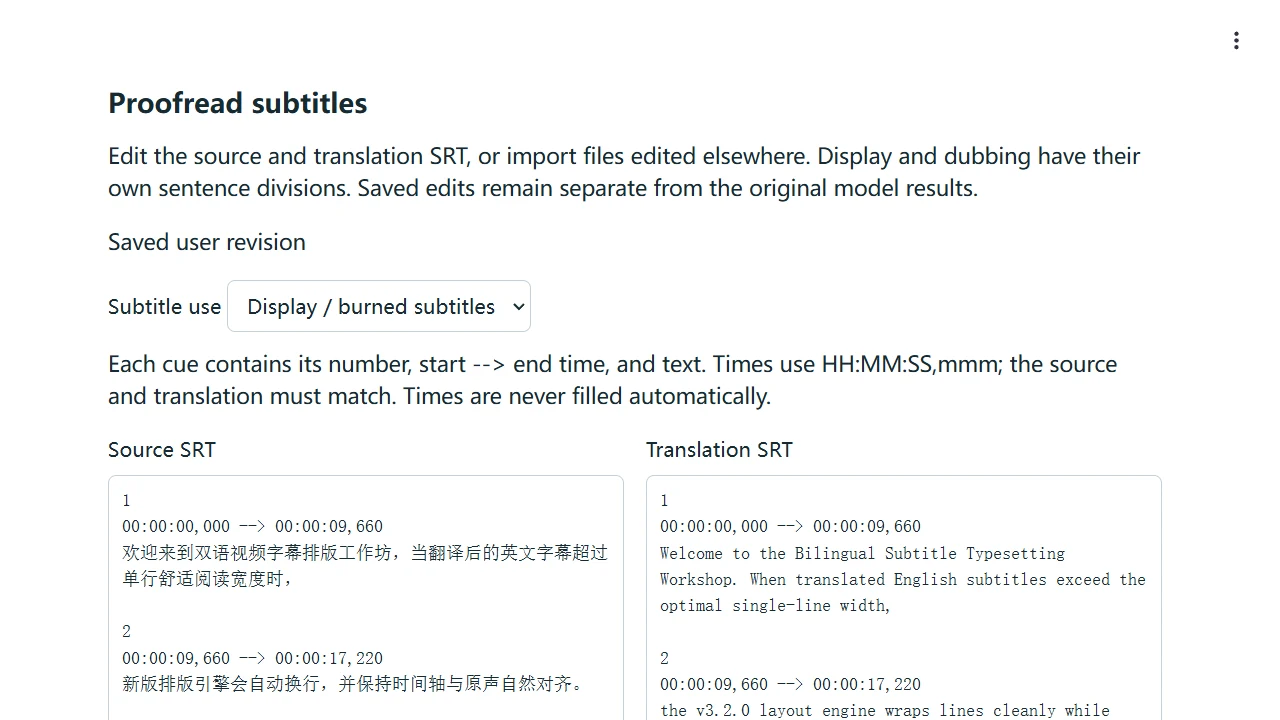 Proofread subtitles
Edit the source and translation SRT, or import files edited elsewhere. Display and dubbing have their
own sentence divisions. Saved edits remain separate from the original model results.
Saved user revision
Subtitle use Display / burned subtitles
Each cue contains its number, start --> end time, and text. Times use HH:MM:SS,mmm; the source
and translation must match. Times are never filled automatically.
Source SRT
1
00:00:00,000 --> 00:00:09,660
欢迎来到双语视频字幕排版工作坊，当翻译后的英文字幕超过
单行舒适阅读宽度时，
2
00:00:09,660 --> 00:00:17,220
新版排版引擎会自动换行，并保持时间轴与原声自然对齐。
Translation SRT
1
00:00:00,000 --> 00:00:09,660
Welcome to the Bilingual Subtitle Typesetting
Workshop. When translated English subtitles exceed the
optimal single-line width,
2
00:00:09,660 --> 00:00:17,220
the v3.2.0 layout engine wraps lines cleanly while